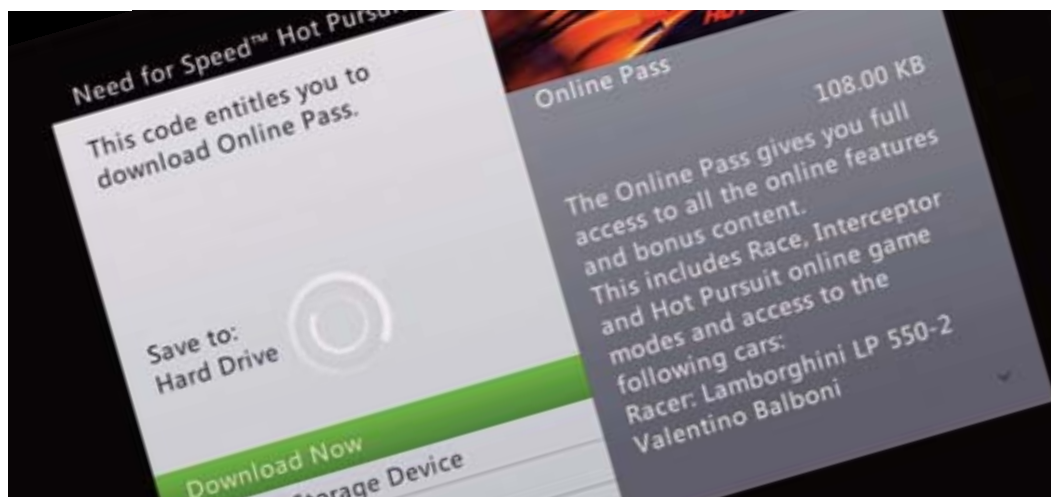 Need for Speed™ Hot Pursuit
This code entitles you to
download Online Pass.
Save to:
Hard Drive
Download Now
Storage Device
HOT
Online Pass
108.00 KB
The Online Pass gives you full
access to all the online features
and bonus content.
This includes Race, Interceptor
and Hot Pursuit online game
modes and access to the
following cars:
Racer: Lamborghini LP 550-2
Valentino Balboni